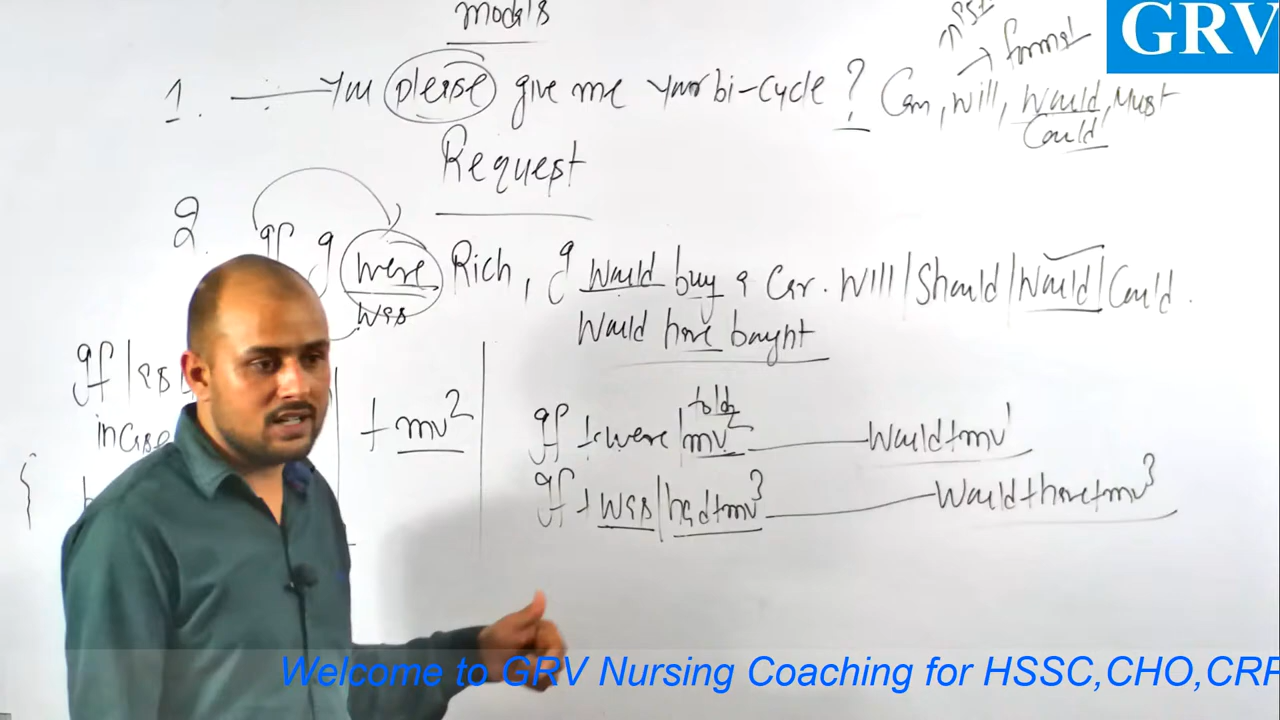 Modals
GRV
1. You please give me your bi-cycle ? Can, Will, Would, Must
→ format
Could
Request
2. If I were Rich, I would buy a Car. Will/Should/Would/Could.
was
Would have bought
If
+ mv2
told
If + were/mv2 Would+mv1
If + was/had+mv3 Would+have+mv3
Welcome to GRV Nursing Coaching for HSSC,CHO,CRP